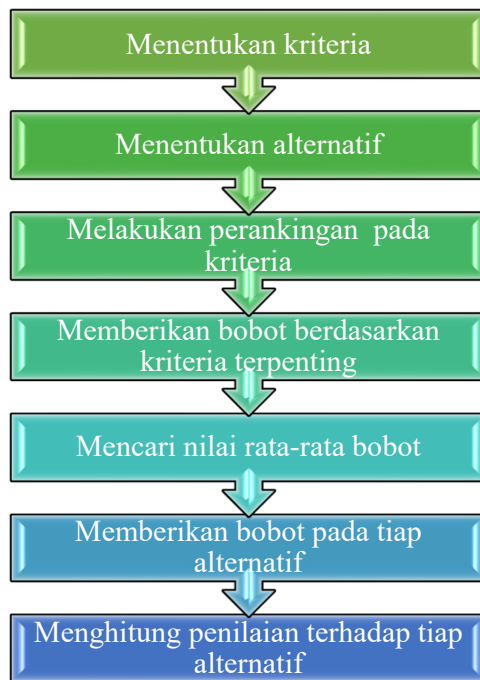 Menentukan kriteria
Menentukan alternatif
Melakukan perankingan pada
kriteria
Memberikan bobot berdasarkan
kriteria terpenting
Mencari nilai rata-rata bobot
Memberikan bobot pada tiap
alternatif
Menghitung penilaian terhadap tiap
alternatif